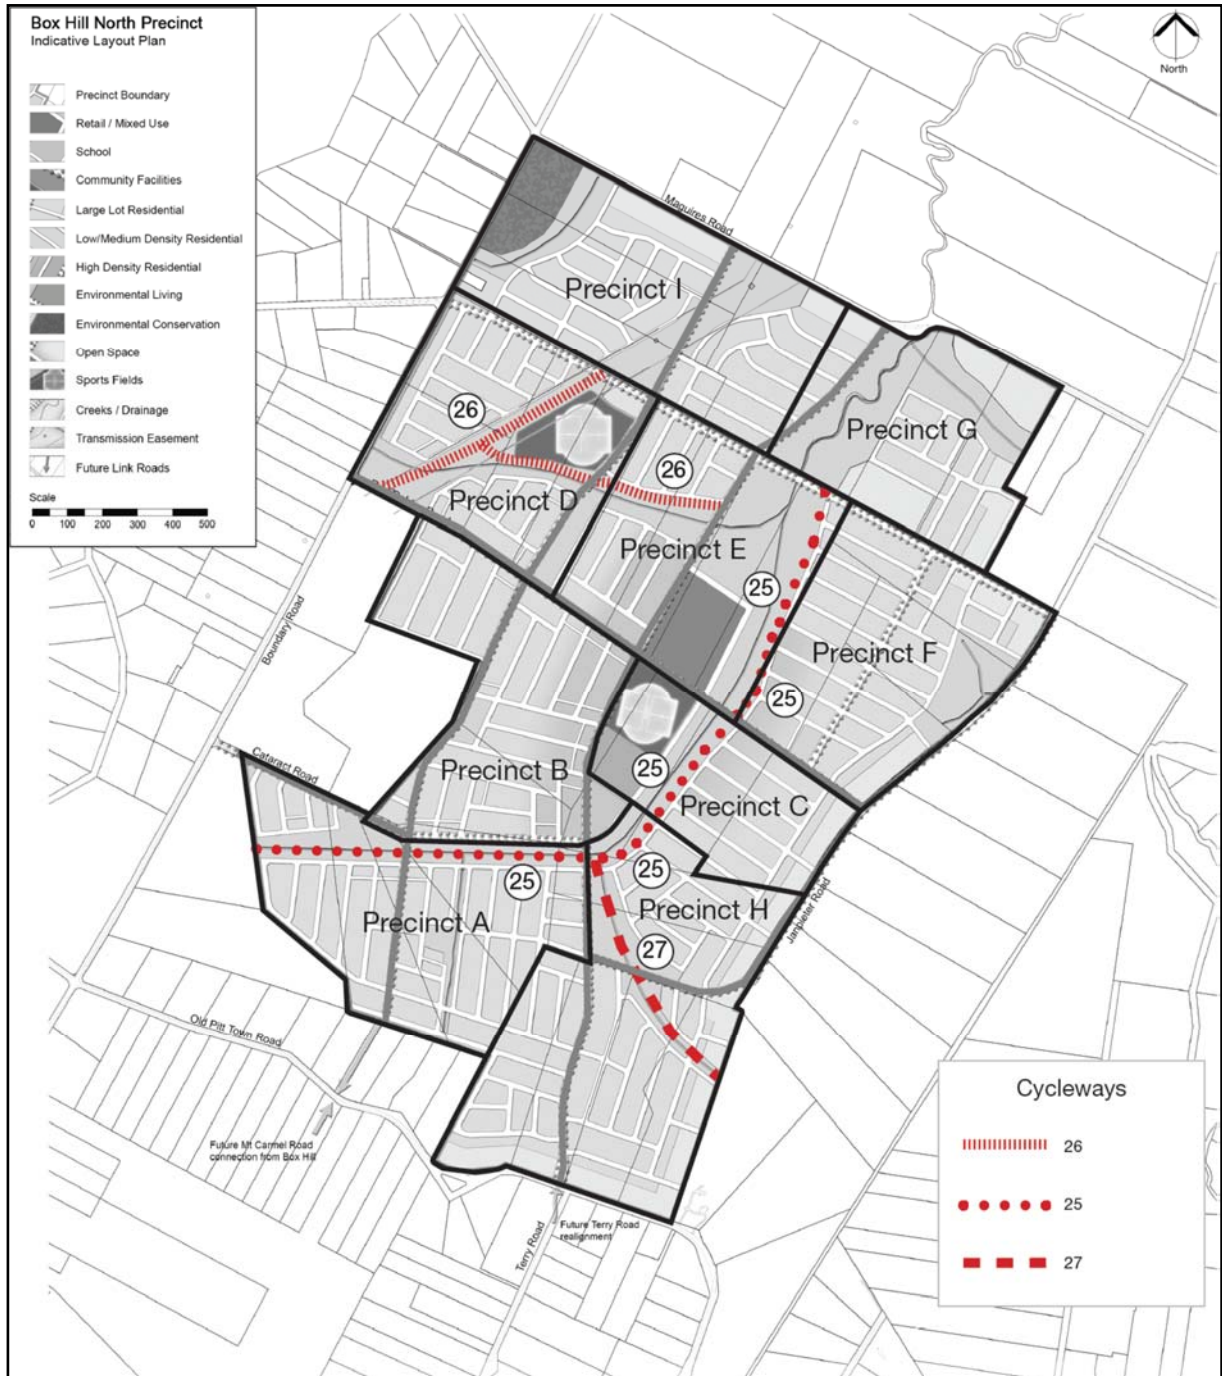 Box Hill North Precinct
Indicative Layout Plan
Precinct Boundary
Retail / Mixed Use
School
Community Facilities
Large Lot Residential
Low/Medium Density Residential
High Density Residential
Environmental Living
Environmental Conservation
Open Space
Sports Fields
Creeks / Drainage
Transmission Easement
Future Link Roads
Scale
0 100 200 300 400 500
North
Maguires Road
Precinct I
26
Precinct G
26
Precinct D
Precinct E
25
Boundary Road
Precinct F
25
Cataract Road
Precinct B
25
Precinct C
25
25
Precinct A
Precinct H
Janpieter Road
27
Old Pitt Town Road
Future Mt Carmel Road
connection from Box Hill
Terry Road
Future Terry Road
realignment
Cycleways
26
25
27